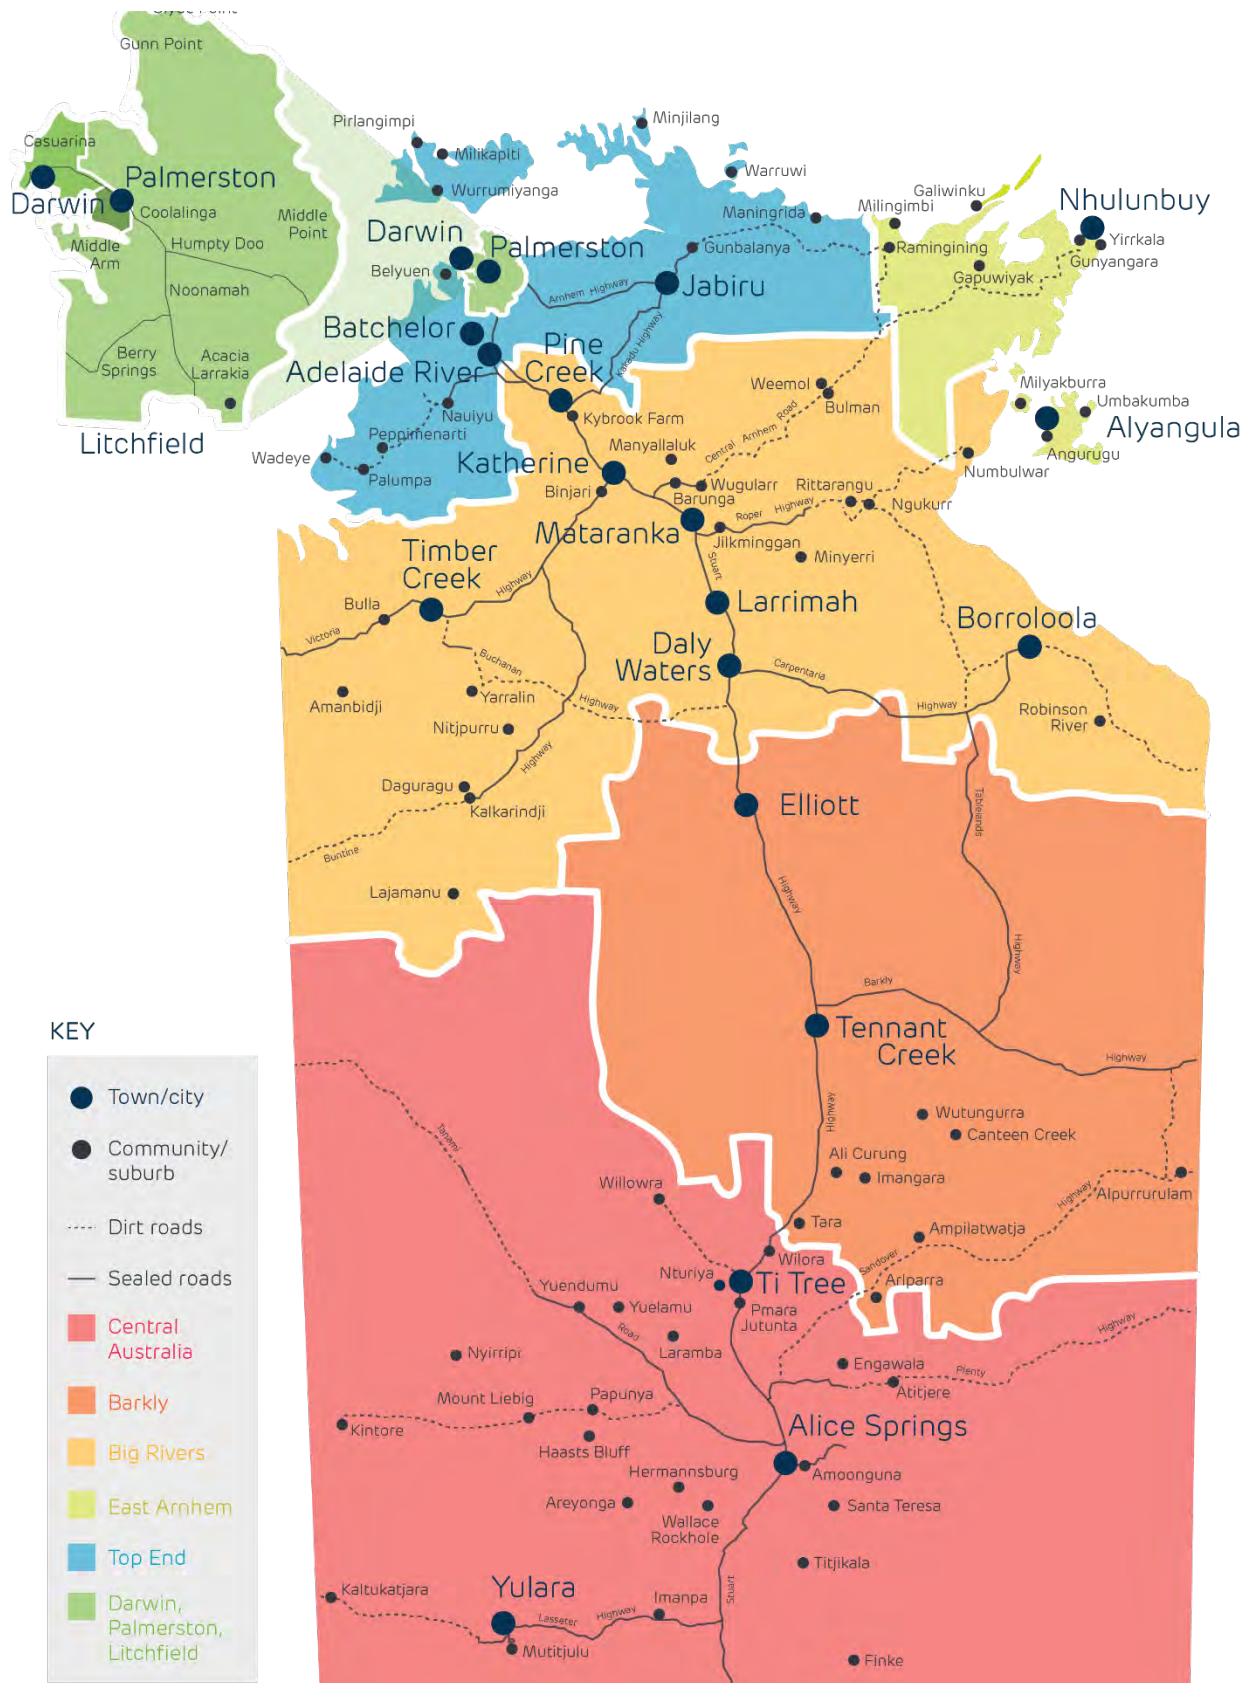 Gunn Point
Casuarina
Darwin
Palmerston
Coolalinga
Middle
Point
Humpty Doo
Middle
Arm
Noonamah
Berry
Springs
Acacia
Larrakia
Litchfield
Pirlangimpi
Milikapiti
Wurrumiyanga
Minjilang
Warruwi
Maningrida
Darwin
Palmerston
Belyuen
Gunbalanya
Arnhem Highway
Jabiru
Kakadu Highway
Batchelor
Adelaide River
Pine
Creek
Nauiyu
Peppimenarti
Wadeye
Palumpa
Galiwinku
Milingimbi
Ramingining
Nhulunbuy
Yirrkala
Gunyangara
Gapuwiyak
Milyakburra
Umbakumba
Alyangula
Angurugu
Numbulwar
Weemol
Bulman
Central Arnhem Road
Kybrook Farm
Manyallaluk
Katherine
Binjari
Wugularr
Barunga
Rittarangu
Ngukurr
Roper Highway
Mataranka
Jilkminggan
Minyerri
Stuart
Timber
Creek
Highway
Bulla
Victoria
Larrimah
Borroloola
Daly
Waters
Carpentaria
Highway
Buchanan
Highway
Yarralin
Amanbidji
Nitjpurru
Highway
Robinson
River
Daguragu
Kalkarindji
Buntine
Lajamanu
Elliott
Tablelands
Highway
Highway
Barkly
Tennant
Creek
Highway
Highway
Wutungurra
Canteen Creek
Ali Curung
Imangara
Highway
Alpurrurulam
Tara
Ampilatwatja
Sandover
Arlparra
Tanami
Willowra
Wilora
Nturiya
Ti Tree
Pmara
Jutunta
Yuendumu
Yuelamu
Road
Laramba
Nyirripi
Engawala
Plenty
Highway
Atitjere
Mount Liebig
Papunya
Kintore
Haasts Bluff
Alice Springs
Amoonguna
Hermannsburg
Areyonga
Wallace
Rockhole
Santa Teresa
Titjikala
Kaltukatjara
Yulara
Lasseter
Highway
Imanpa
Stuart
Mutitjulu
Finke
KEY
Town/city
Community/
suburb
Dirt roads
Sealed roads
Central
Australia
Barkly
Big Rivers
East Arnhem
Top End
Darwin,
Palmerston,
Litchfield